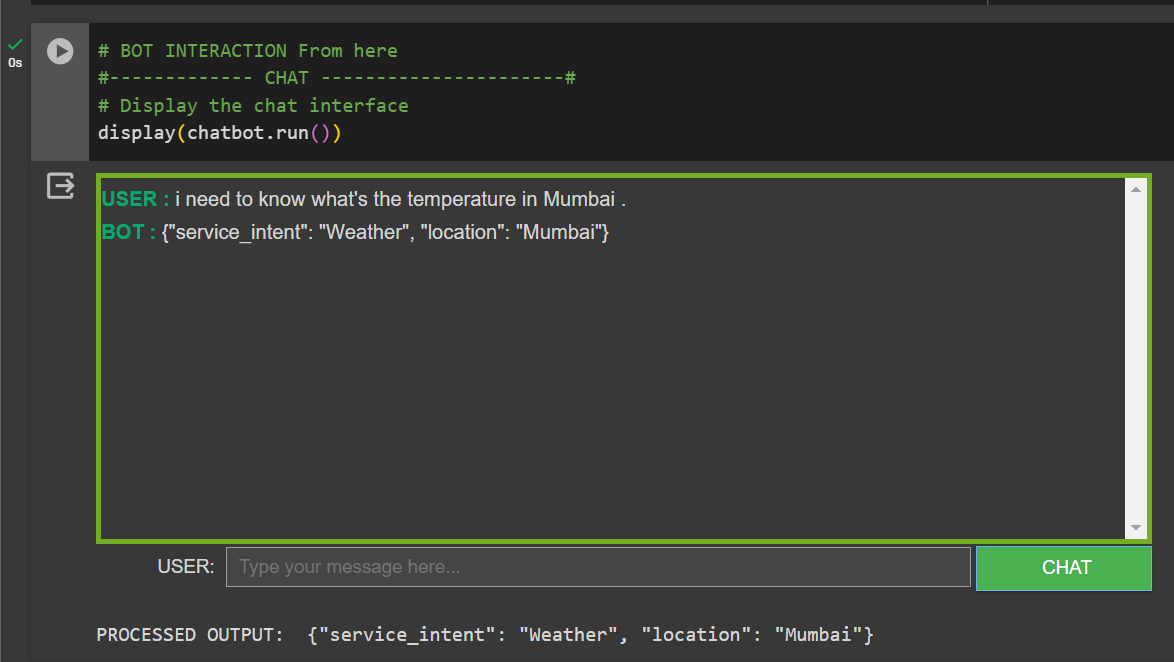 0s
# BOT INTERACTION From here
#------------- CHAT ----------------------#
# Display the chat interface
display(chatbot.run())
USER : i need to know what's the temperature in Mumbai .
BOT : {"service_intent": "Weather", "location": "Mumbai"}
USER: Type your message here... CHAT
PROCESSED OUTPUT:  {"service_intent": "Weather", "location": "Mumbai"}